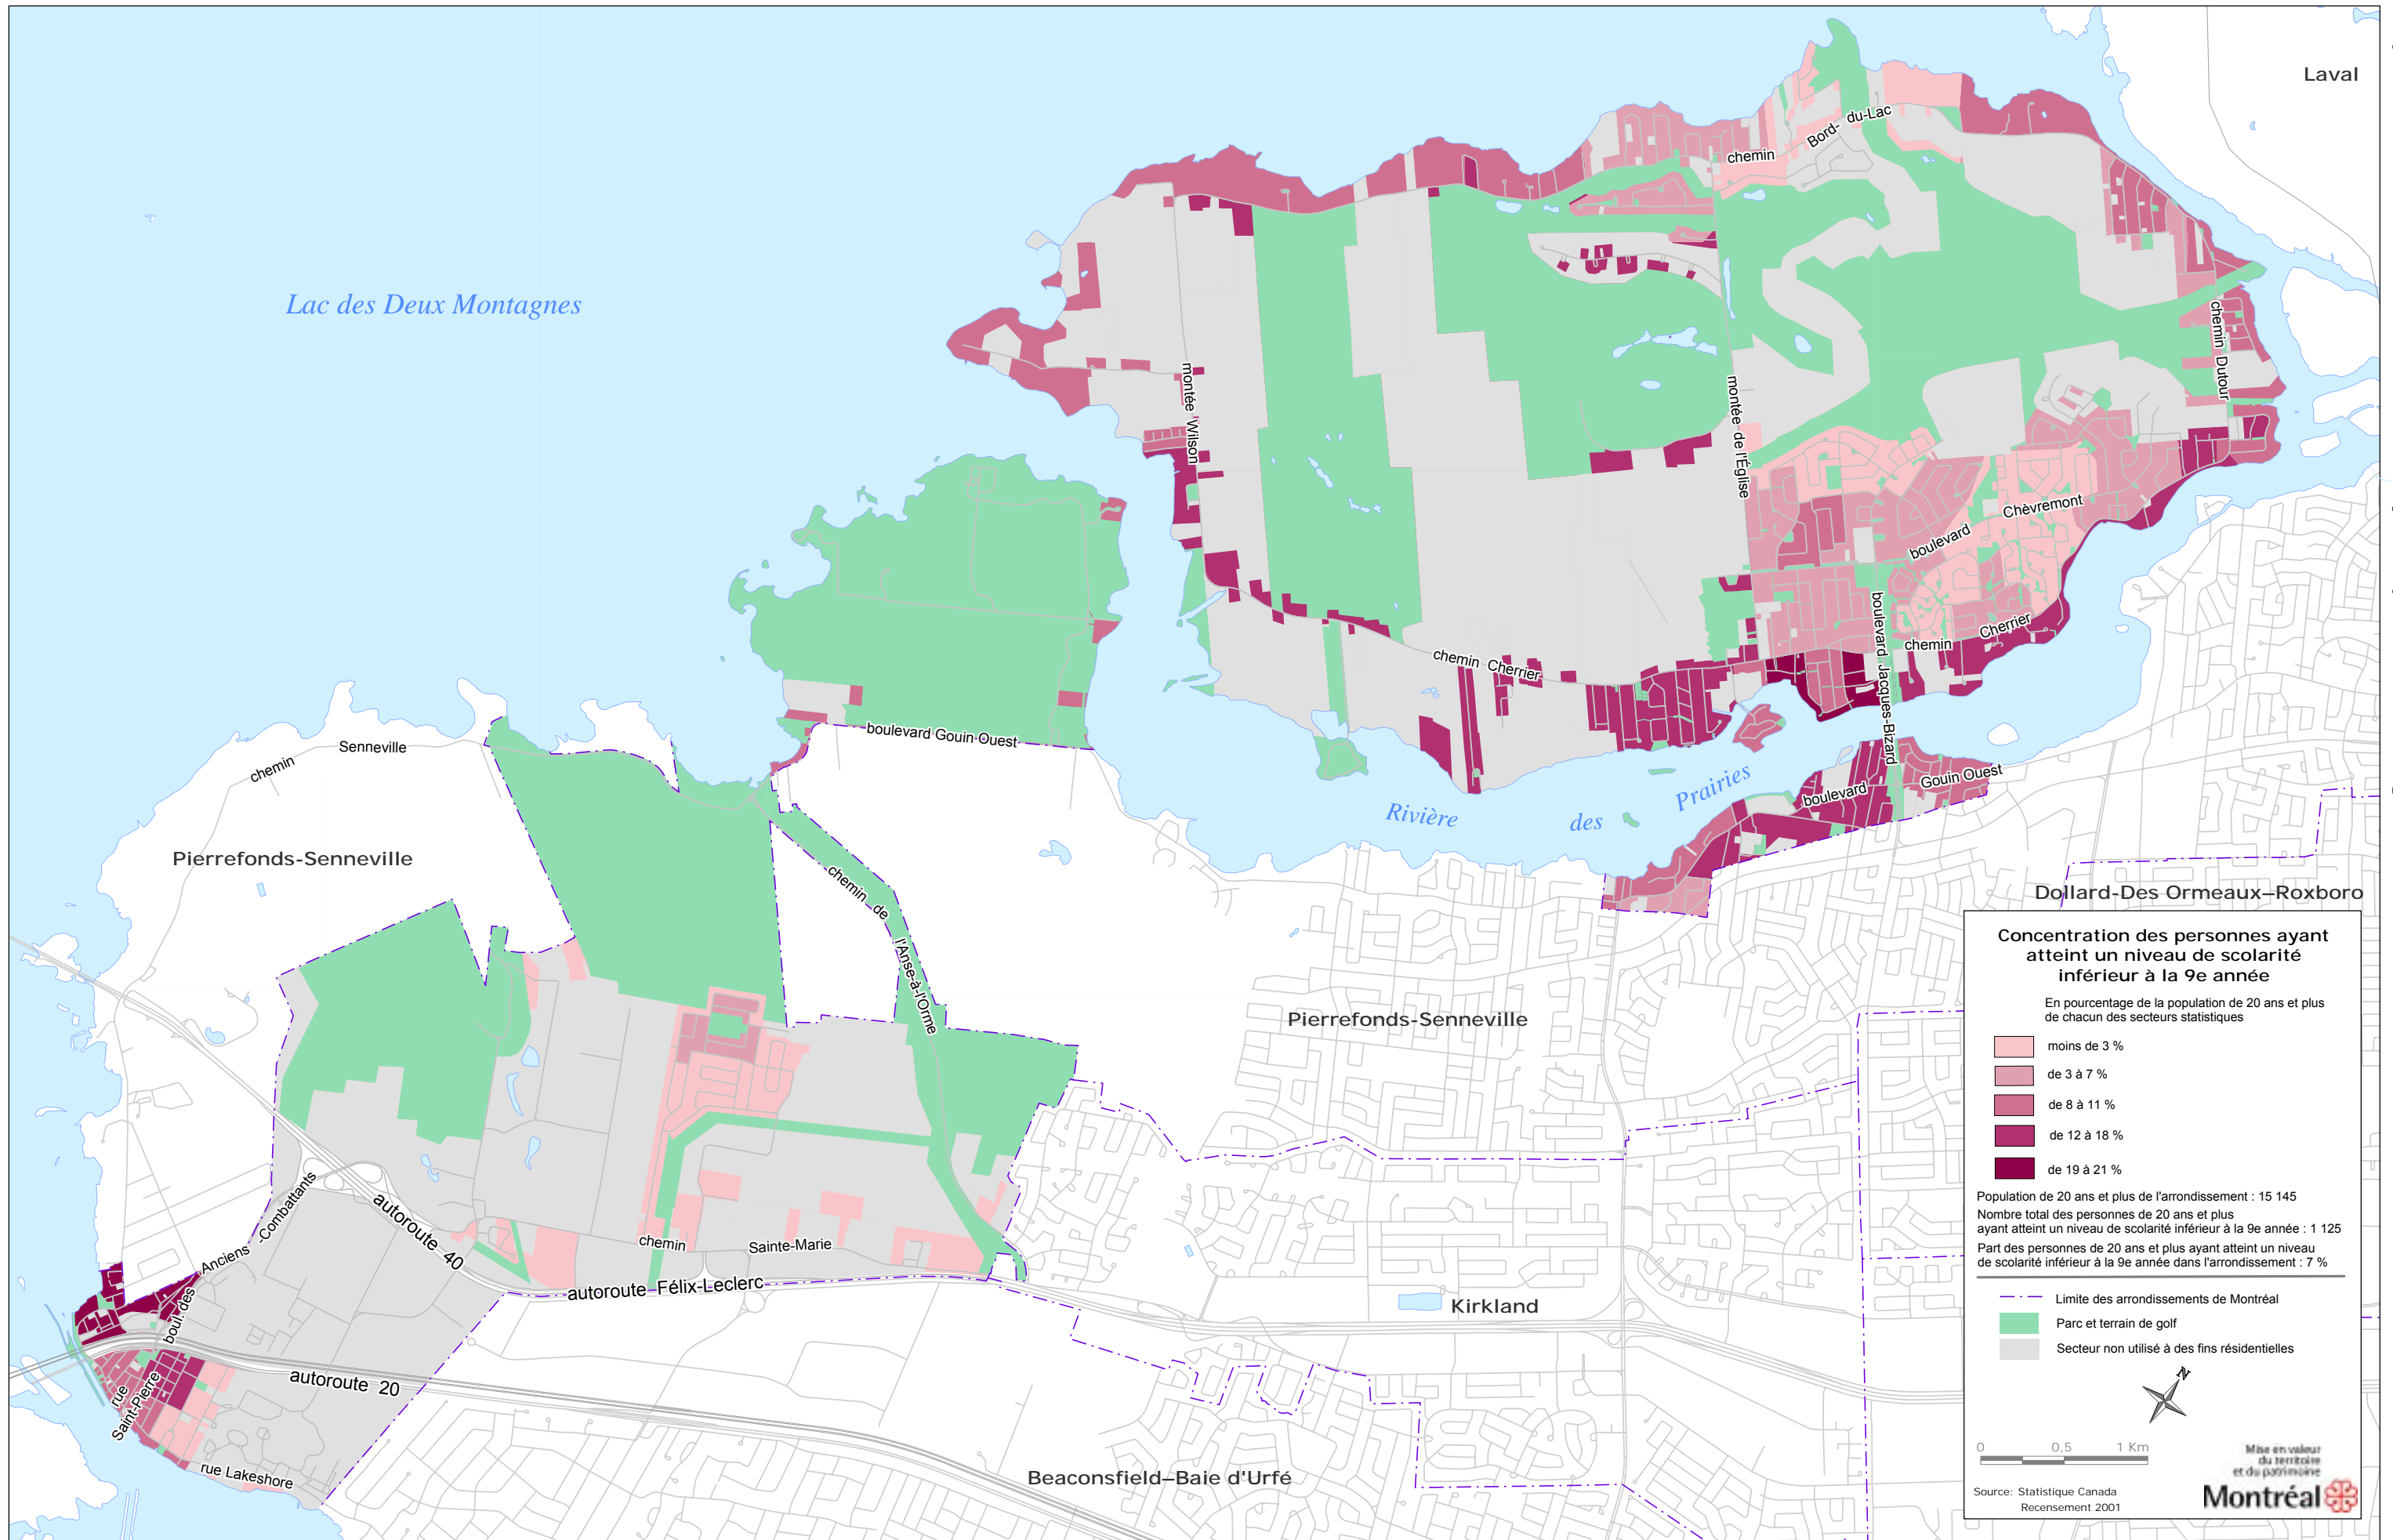 Laval
chemin
Bord-
du-Lac
Lac des Deux Montagnes
chemin Dutour
montée Wilson
montée de l'Église
boulevard
Chèvremont
boulevard Jacques-Bizard
chemin
Cherrier
chemin Cherrier
boulevard Gouin Ouest
chemin
Senneville
Rivière
des
Prairies
boulevard
Gouin Ouest
Pierrefonds-Senneville
chemin de
l'Anse-à-l'Orme
Dollard-Des Ormeaux–Roxboro
Pierrefonds-Senneville
boul. des
Anciens
-Combattants
autoroute 40
chemin
Sainte-Marie
autoroute Félix-Leclerc
Kirkland
autoroute 20
rue
Saint-Pierre
rue Lakeshore
Beaconsfield–Baie d'Urfé
Concentration des personnes ayant
atteint un niveau de scolarité
inférieur à la 9e année
En pourcentage de la population de 20 ans et plus
de chacun des secteurs statistiques
moins de 3 %
de 3 à 7 %
de 8 à 11 %
de 12 à 18 %
de 19 à 21 %
Population de 20 ans et plus de l'arrondissement : 15 145
Nombre total des personnes de 20 ans et plus
ayant atteint un niveau de scolarité inférieur à la 9e année : 1 125
Part des personnes de 20 ans et plus ayant atteint un niveau
de scolarité inférieur à la 9e année dans l'arrondissement : 7 %
Limite des arrondissements de Montréal
Parc et terrain de golf
Secteur non utilisé à des fins résidentielles
N
0 0,5 1 Km
Mise en valeur
du territoire
et du patrimoine
Source: Statistique Canada
Recensement 2001
Montréal